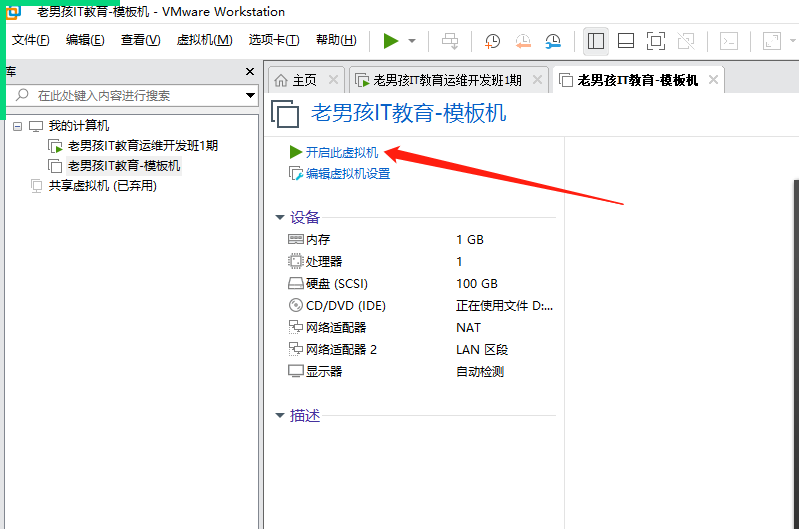 老男孩IT教育-模板机 - VMware Workstation
文件(F) 编辑(E) 查看(V) 虚拟机(M) 选项卡(T) 帮助(H)
库
在此处键入内容进行搜索
我的计算机
老男孩IT教育运维开发班1期
老男孩IT教育-模板机
共享虚拟机 (已弃用)
主页 老男孩IT教育运维开发班1期 老男孩IT教育-模板机
老男孩IT教育-模板机
开启此虚拟机
编辑虚拟机设置
设备
内存 1 GB
处理器 1
硬盘 (SCSI) 100 GB
CD/DVD (IDE) 正在使用文件 D:...
网络适配器 NAT
网络适配器 2 LAN 区段
显示器 自动检测
描述